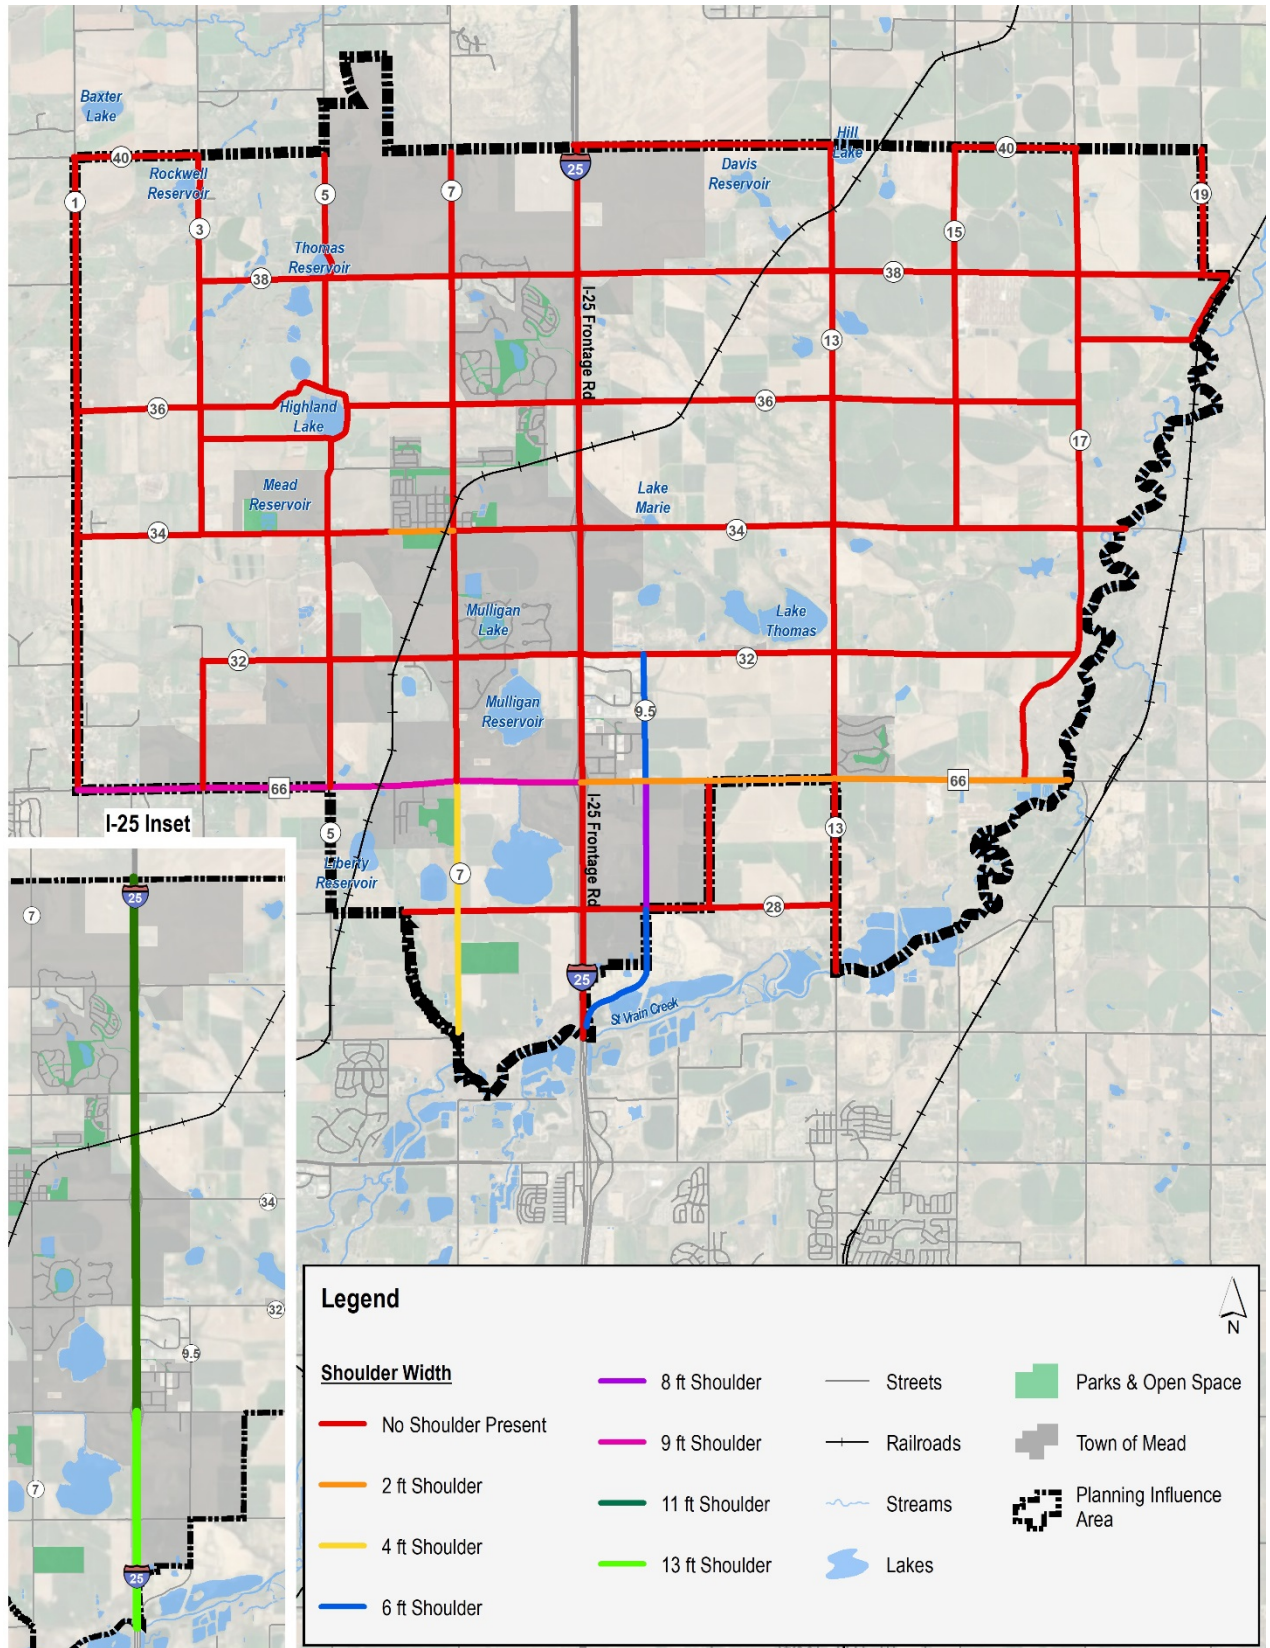 Baxter
Lake
Hill
Lake
40
40
Rockwell
Reservoir
25
Davis
Reservoir
1
5
7
19
3
15
Thomas
Reservoir
38
38
I-25 Frontage Rd
13
36
36
Highland
Lake
17
Mead
Reservoir
Lake
Marie
34
34
Mulligan
Lake
Lake
Thomas
32
32
Mulligan
Reservoir
9.5
66
66
I-25 Inset
5
I-25 Frontage Rd
13
Liberty
Reservoir
7
25
28
7
25
St Vrain Creek
34
32
9.5
7
25
Legend
N
Shoulder Width
No Shoulder Present
2 ft Shoulder
4 ft Shoulder
6 ft Shoulder
8 ft Shoulder
9 ft Shoulder
11 ft Shoulder
13 ft Shoulder
Streets
Railroads
Streams
Lakes
Parks & Open Space
Town of Mead
Planning Influence
Area